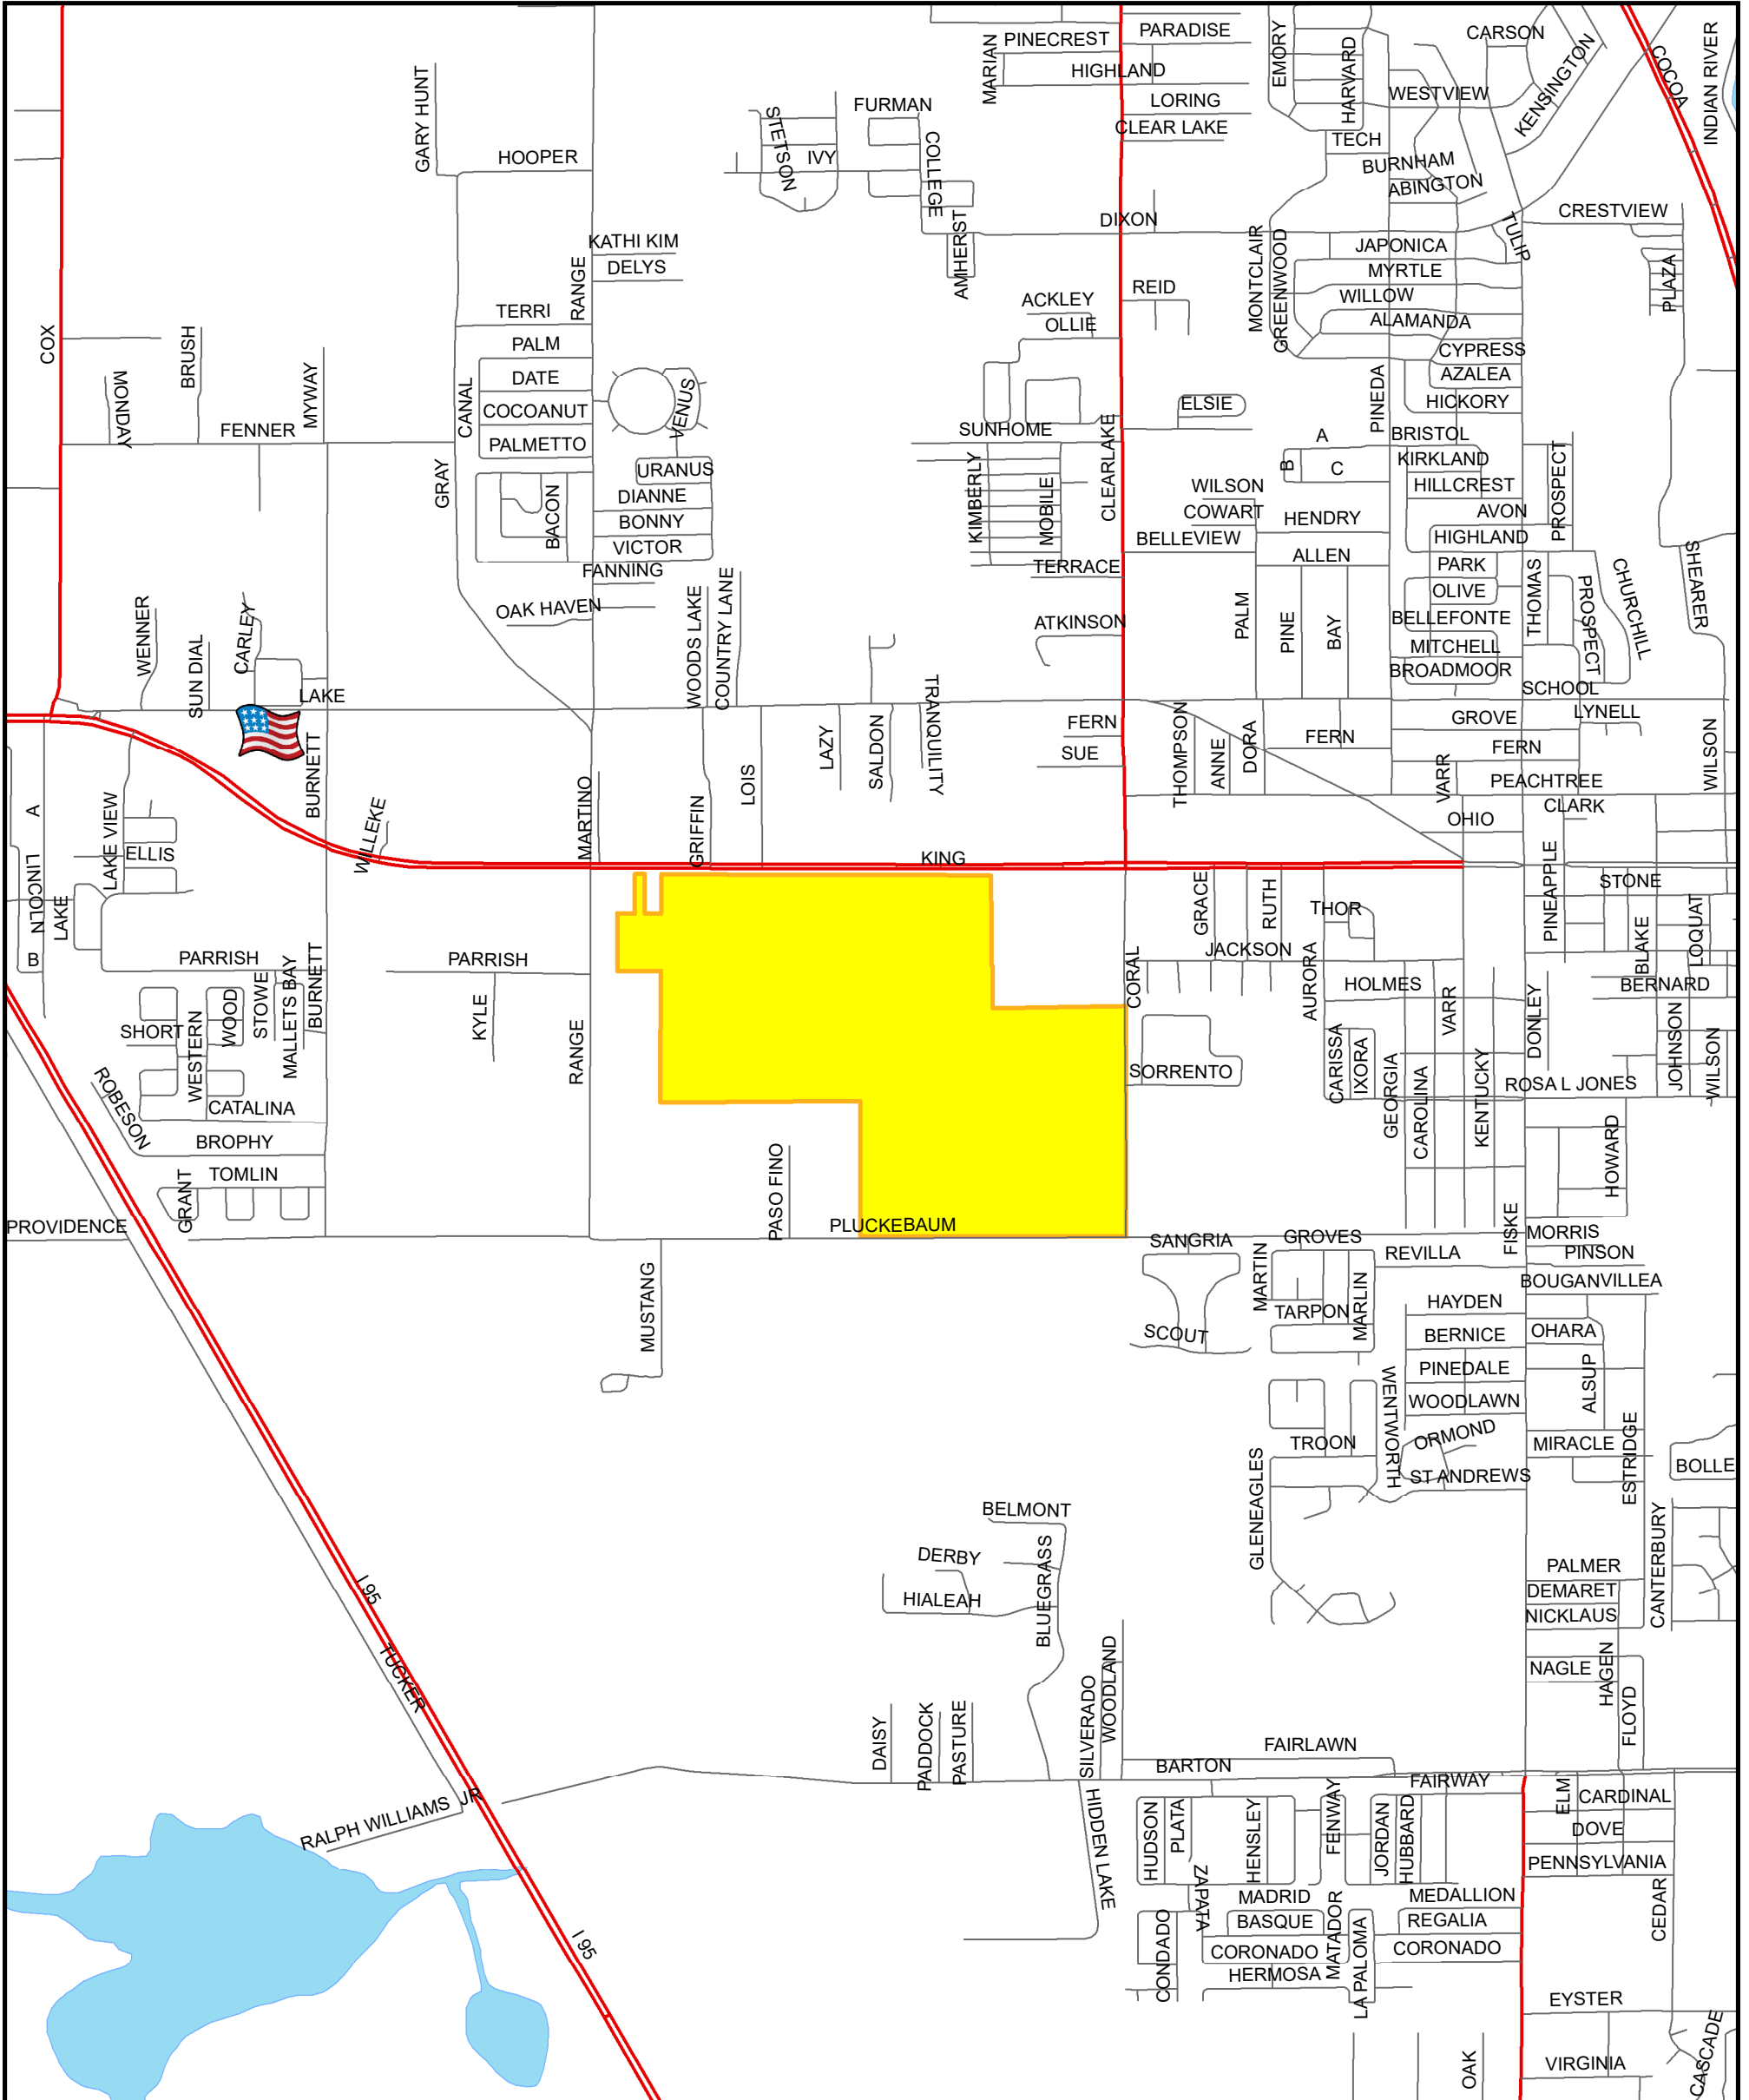 PINECREST
PARADISE
MARIAN
HIGHLAND
EMORY
HARVARD
CARSON
KENSINGTON
COCOA
INDIAN RIVER
GARY HUNT
HOOPER
STETSON
IVY
FURMAN
COLLEGE
AMHERST
LORING
CLEAR LAKE
WESTVIEW
TECH
BURNHAM
ABINGTON
DIXON
TULIP
CRESTVIEW
KATHI KIM
DELYS
RANGE
TERRI
MONTCLAIR
GREENWOOD
JAPONICA
MYRTLE
WILLOW
ALAMANDA
CYPRESS
AZALEA
HICKORY
PLAZA
ACKLEY
OLLIE
REID
COX
MONDAY
BRUSH
MYWAY
FENNER
CANAL
PALM
DATE
COCOANUT
PALMETTO
VENUS
URANUS
DIANNE
BONNY
VICTOR
FANNING
GRAY
BACON
OAK HAVEN
ELSIE
PINEDA
SUNHOME
CLEARLAKE
KIMBERLY
MOBILE
TERRACE
ATKINSON
A
B
C
BRISTOL
KIRKLAND
HILLCREST
AVON
HIGHLAND
PARK
OLIVE
BELLEFONTE
MITCHELL
BROADMOOR
PROSPECT
WILSON
COWART
HENDRY
BELLEVIEW
ALLEN
PALM
PINE
BAY
THOMAS
PROSPECT
CHURCHILL
SHEARER
WENNER
SUN DIAL
CARLEY
LAKE
WOODS LAKE
COUNTRY LANE
TRANQUILITY
SCHOOL
GROVE
LYNELL
FERN
SUE
FERN
FERN
THOMPSON
ANNE
DORA
VARR
PEACHTREE
WILSON
CLARK
OHIO
BURNETT
MARTINO
GRIFFIN
LOIS
LAZY
SALDON
WILLEKE
KING
A
LINCOLN
B
LAKE
LAKE VIEW
ELLIS
GRACE
RUTH
THOR
JACKSON
AURORA
PINEAPPLE
STONE
BLAKE
LOQUAT
PARRISH
PARRISH
BURNETT
MALLETS BAY
STOWE
WOOD
WESTERN
SHORT
KYLE
RANGE
CORAL
HOLMES
VARR
DONLEY
BERNARD
JOHNSON
WILSON
SORRENTO
CARISSA
IXORA
GEORGIA
CAROLINA
KENTUCKY
ROSA L JONES
ROBESON
CATALINA
BROPHY
TOMLIN
GRANT
PROVIDENCE
HOWARD
PASO FINO
PLUCKEBAUM
FISKE
MORRIS
PINSON
SANGRIA
GROVES
REVILLA
MARTIN
TARPON
MARLIN
SCOUT
MUSTANG
BOUGANVILLEA
HAYDEN
BERNICE
PINEDALE
WOODLAWN
OHARA
ALSUP
WENTWORTH
ORMOND
ST ANDREWS
TROON
GLENEAGLES
MIRACLE
ESTRIDGE
BOLLE
CANTERBURY
BELMONT
DERBY
HIALEAH
BLUEGRASS
I 95
TUCKER
PALMER
DEMARET
NICKLAUS
NAGLE
HAGEN
FLOYD
DAISY
PADDOCK
PASTURE
SILVERADO
WOODLAND
FAIRLAWN
BARTON
FAIRWAY
ELM
CARDINAL
DOVE
PENNSYLVANIA
CEDAR
RALPH WILLIAMS JR
HIDDEN LAKE
HUDSON
PLATA
HENSLEY
FENWAY
JORDAN
HUBBARD
ZAPATA
MADRID
BASQUE
CORONADO
HERMOSA
MATADOR
LA PALOMA
MEDALLION
REGALIA
CORONADO
CONDADO
I 95
EYSTER
VIRGINIA
OAK
CASCADE